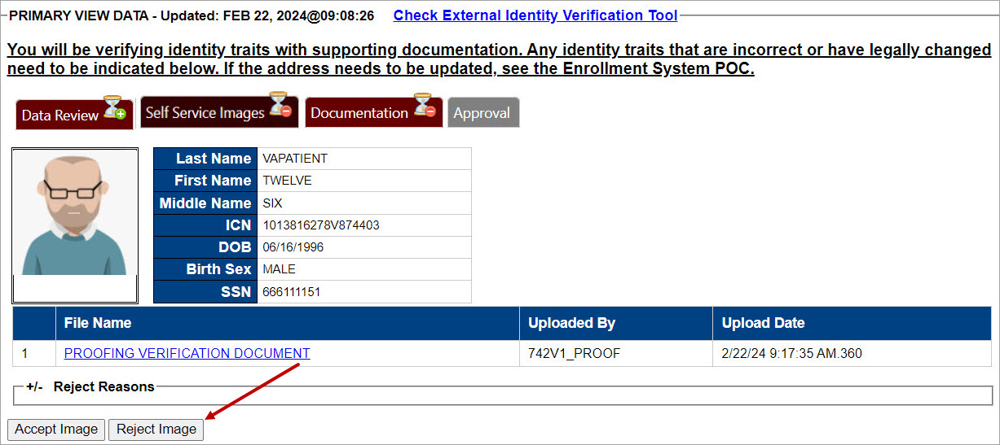 PRIMARY VIEW DATA - Updated: FEB 22, 2024@09:08:26 Check External Identity Verification Tool
You will be verifying identity traits with supporting documentation. Any identity traits that are incorrect or have legally changed
need to be indicated below. If the address needs to be updated, see the Enrollment System POC.
Data Review Self Service Images Documentation Approval
Last Name VAPATIENT
First Name TWELVE
Middle Name SIX
ICN 1013816278V874403
DOB 06/16/1996
Birth Sex MALE
SSN 666111151
File Name Uploaded By Upload Date
1 PROOFING VERIFICATION DOCUMENT 742V1_PROOF 2/22/24 9:17:35 AM.360
+/- Reject Reasons
Accept Image Reject Image